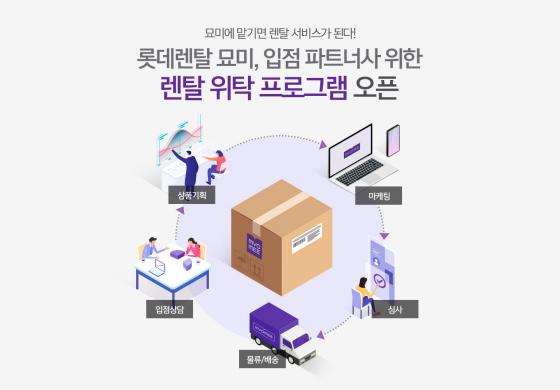 묘미에 맡기면 렌탈 서비스가 된다!
롯데렌탈 묘미, 입점 파트너사 위한
렌탈 위탁 프로그램 오픈
상품기획
마케팅
입점상담
심사
물류/배송